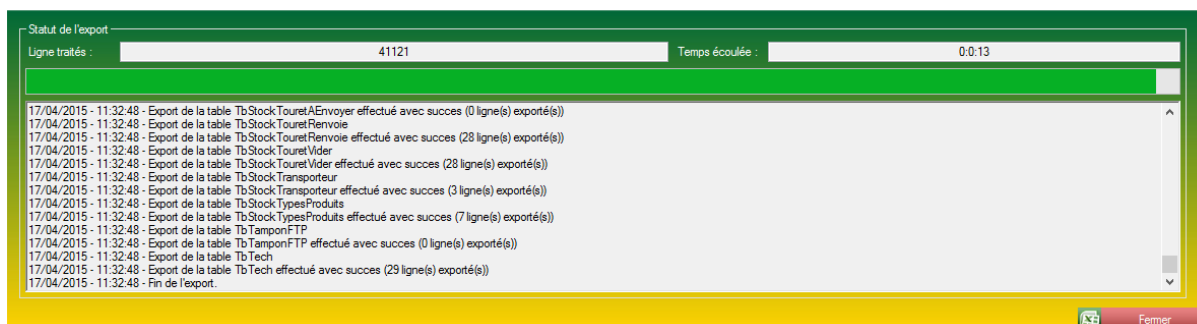 Statut de l'export
Ligne traités : 41121 Temps écoulée : 0:0:13
17/04/2015 - 11:32:48 - Export de la table TbStockTouretAEnvoyer effectué avec succes (0 ligne(s) exporté(s))
17/04/2015 - 11:32:48 - Export de la table TbStockTouretRenvoie
17/04/2015 - 11:32:48 - Export de la table TbStockTouretRenvoie effectué avec succes (28 ligne(s) exporté(s))
17/04/2015 - 11:32:48 - Export de la table TbStockTouretVider
17/04/2015 - 11:32:48 - Export de la table TbStockTouretVider effectué avec succes (28 ligne(s) exporté(s))
17/04/2015 - 11:32:48 - Export de la table TbStockTransporteur
17/04/2015 - 11:32:48 - Export de la table TbStockTransporteur effectué avec succes (3 ligne(s) exporté(s))
17/04/2015 - 11:32:48 - Export de la table TbStockTypesProduits
17/04/2015 - 11:32:48 - Export de la table TbStockTypesProduits effectué avec succes (7 ligne(s) exporté(s))
17/04/2015 - 11:32:48 - Export de la table TbTamponFTP
17/04/2015 - 11:32:48 - Export de la table TbTamponFTP effectué avec succes (0 ligne(s) exporté(s))
17/04/2015 - 11:32:48 - Export de la table TbTech
17/04/2015 - 11:32:48 - Export de la table TbTech effectué avec succes (29 ligne(s) exporté(s))
17/04/2015 - 11:32:48 - Fin de l'export.
Fermer